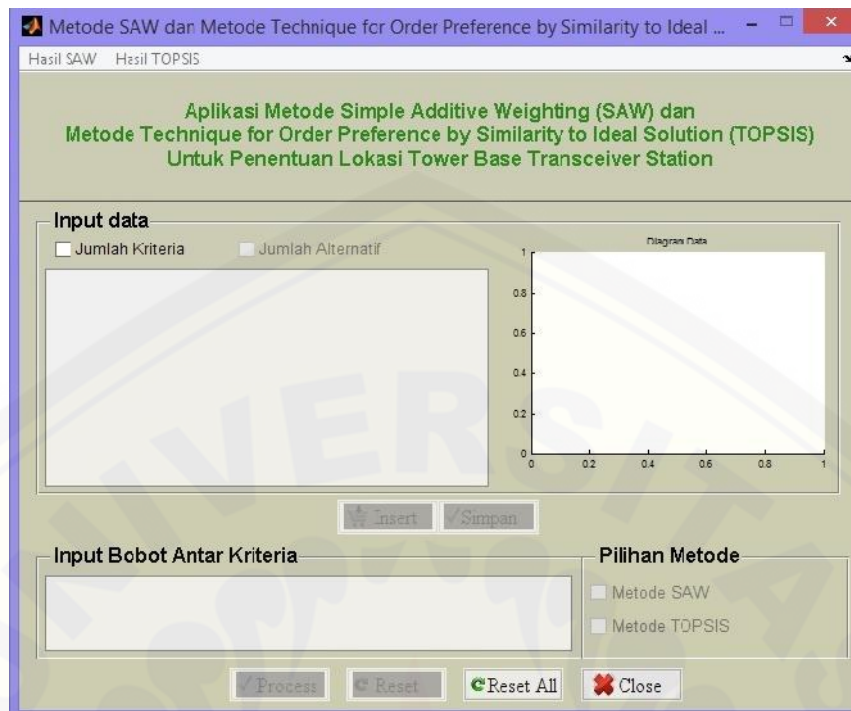 Metode SAW dan Metode Technique for Order Preference by Similarity to Ideal ...
Hasil SAW Hasil TOPSIS
Aplikasi Metode Simple Additive Weighting (SAW) dan
Metode Technique for Order Preference by Similarity to Ideal Solution (TOPSIS)
Untuk Penentuan Lokasi Tower Base Transceiver Station
Input data
Jumlah Kriteria
Jumlah Alternatif
Diagram Data
1
0.8
0.6
0.4
0.2
0
0 0.2 0.4 0.6 0.8 1
Insert
Simpan
Input Bobot Antar Kriteria
Pilihan Metode
Metode SAW
Metode TOPSIS
Process
Reset
Reset All
Close
UNIVERSITAS